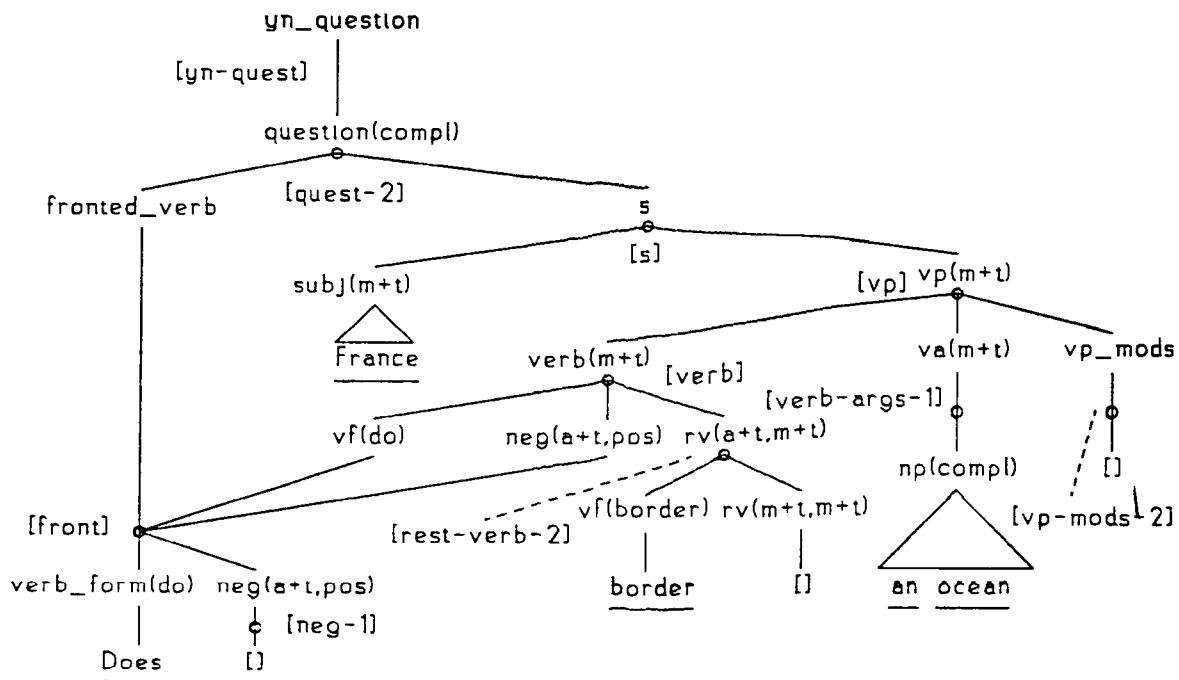 yn_question
[yn-quest]
question(compl)
fronted_verb [quest-2] s
[s]
subj(m+t) [vp] vp(m+t)
France verb(m+t) va(m+t) vp_mods
[verb]
[verb-args-1]
vf(do) neg(a+t,pos) rv(a+t,m+t)
np(compl) []
[front] [rest-verb-2] vf(border) rv(m+t,m+t) [vp-mods-2]
verb_form(do) neg(a+t,pos) border [] an ocean
[neg-1]
Does []